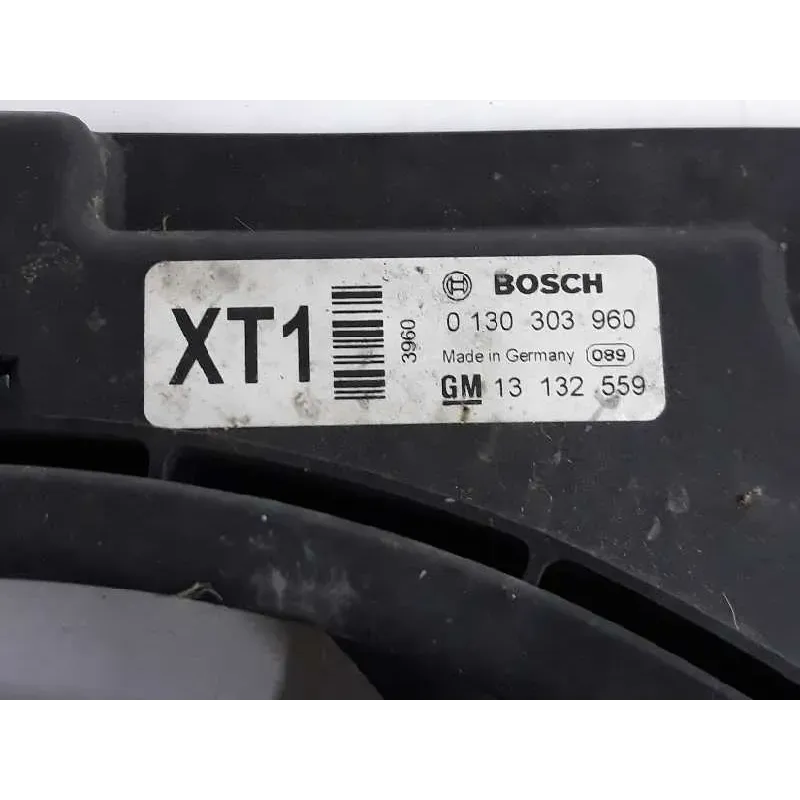 XT1
3960
BOSCH
0 130 303 960
Made in Germany 089
GM 13 132 559